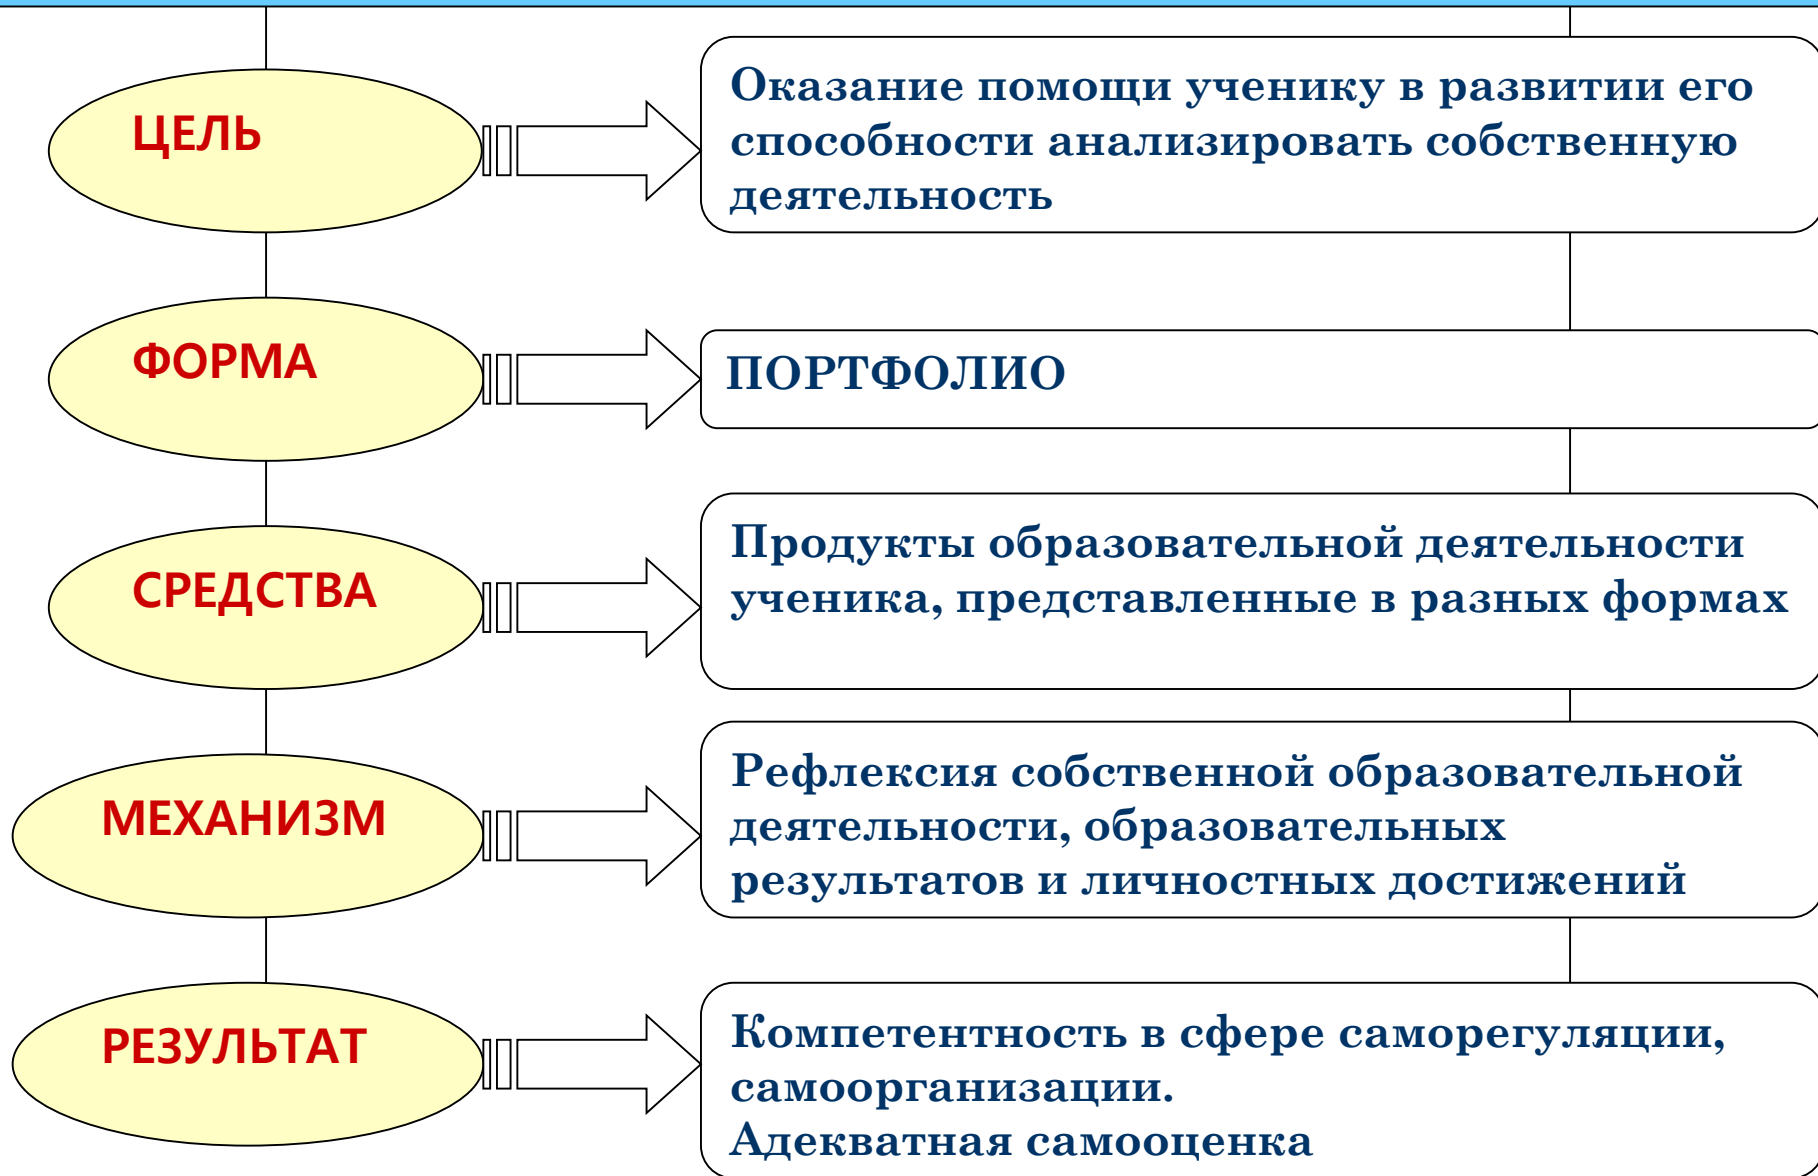 ЦЕЛЬ
Оказание помощи ученику в развитии его
способности анализировать собственную
деятельность
ФОРМА
ПОРТФОЛИО
СРЕДСТВА
Продукты образовательной деятельности
ученика, представленные в разных формах
МЕХАНИЗМ
Рефлексия собственной образовательной
деятельности, образовательных
результатов и личностных достижений
РЕЗУЛЬТАТ
Компетентность в сфере саморегуляции,
самоорганизации.
Адекватная самооценка